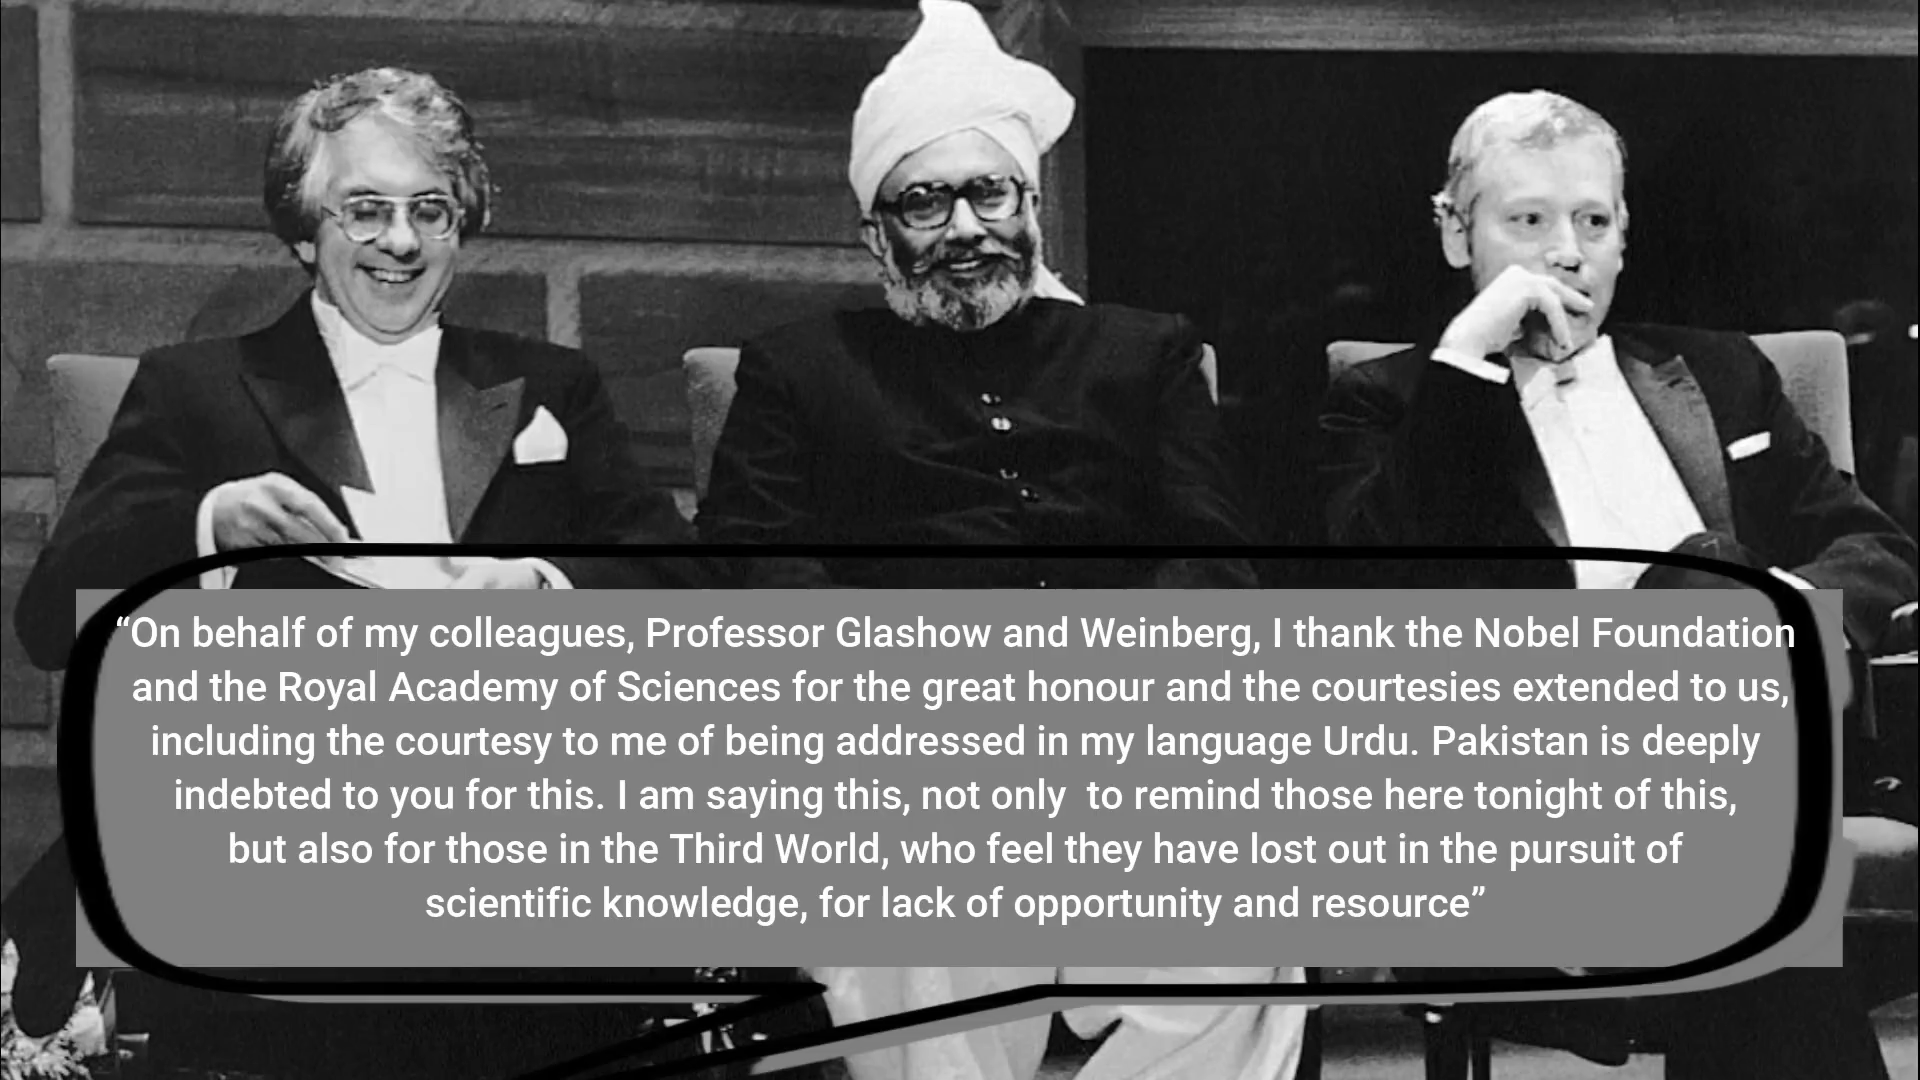 “On behalf of my colleagues, Professor Glashow and Weinberg, I thank the Nobel Foundation
and the Royal Academy of Sciences for the great honour and the courtesies extended to us,
including the courtesy to me of being addressed in my language Urdu. Pakistan is deeply
indebted to you for this. I am saying this, not only  to remind those here tonight of this,
but also for those in the Third World, who feel they have lost out in the pursuit of
scientific knowledge, for lack of opportunity and resource”